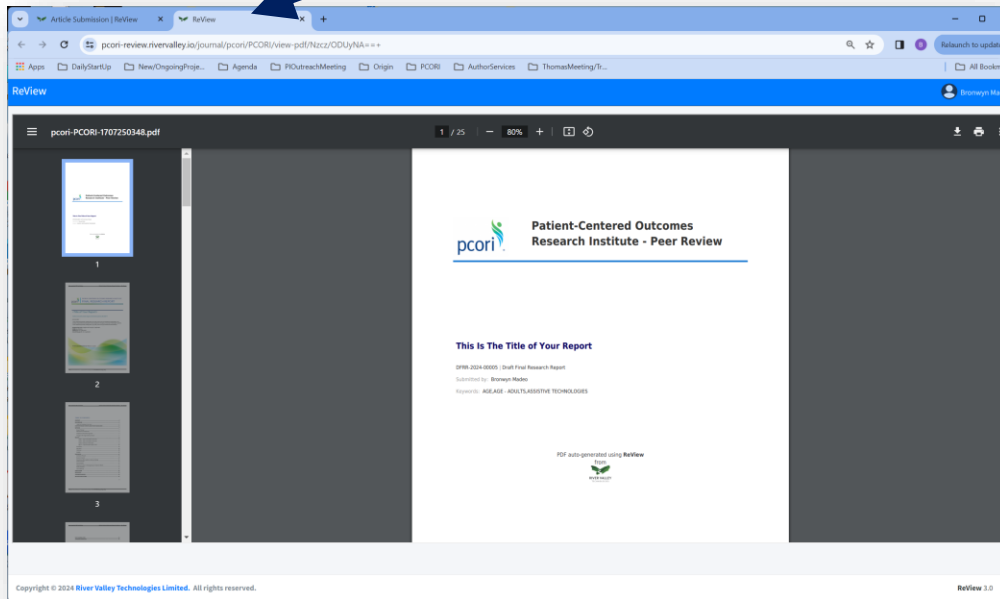 Article Submission | ReView
ReView
pcori-review.rivervalley.io/journal/pcori/PCORI/view-pdf/Nzcz/ODUyNA===
Relaunch to updat
Apps
DailyStartUp
New/OngoingProje...
Agenda
PIOutreachMeeting
Origin
PCORI
AuthorServices
ThomasMeeting/Tr...
All Bookm
ReView
Bronwyn Ma
pcori-PCORI-1707250348.pdf
1 / 25
80%
1
2
3
pcori
Patient-Centered Outcomes
Research Institute - Peer Review
This Is The Title of Your Report
DFRR-2024-00005 | Draft Final Research Report
Submitted by: Bronwyn Madeo
Keywords: AGE,AGE - ADULTS,ASSISTIVE TECHNOLOGIES
PDF auto-generated using ReView
from
RIVER VALLEY
Copyright © 2024 River Valley Technologies Limited. All rights reserved.
ReView 3.0